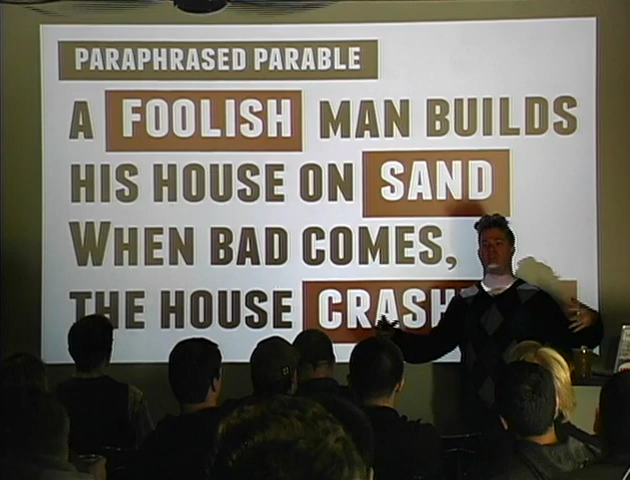 PARAPHRASED PARABLE
A FOOLISH MAN BUILDS
HIS HOUSE ON SAND
WHEN BAD COMES,
THE HOUSE CRASH